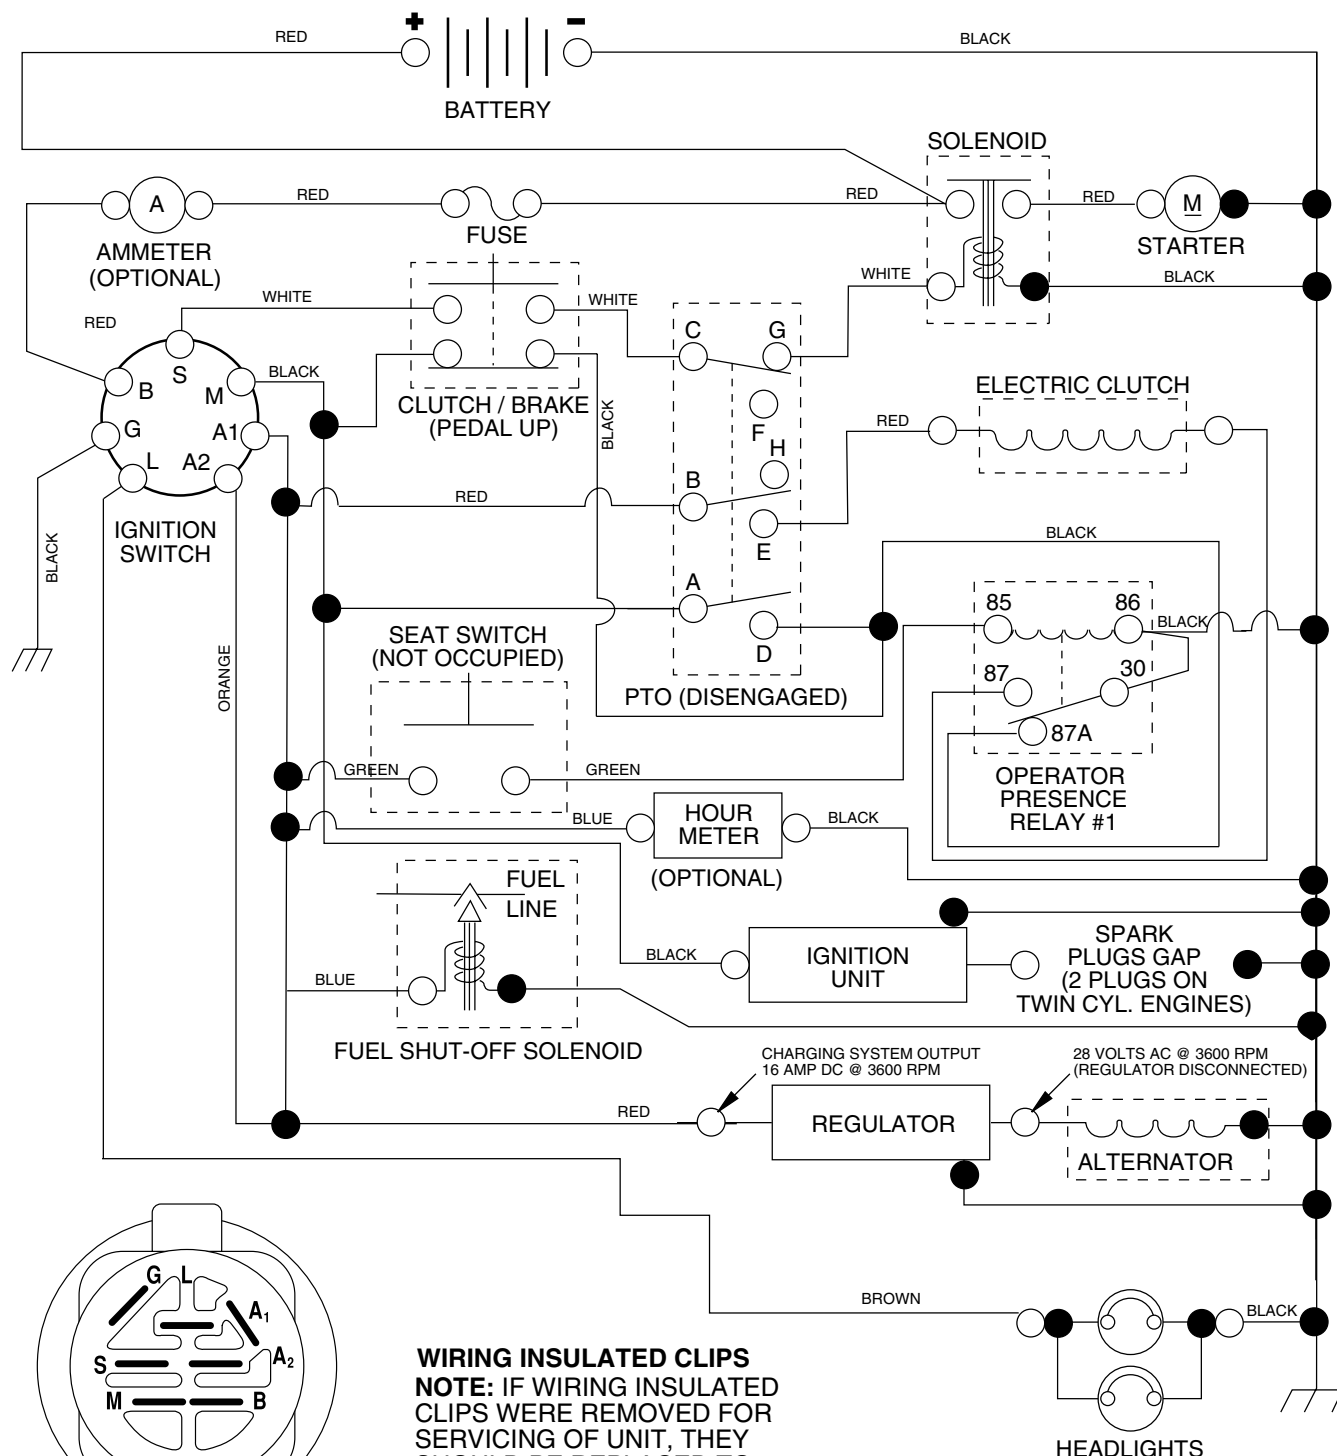 + −
RED
BLACK
BATTERY
SOLENOID
RED
RED
RED
A
M
FUSE
STARTER
AMMETER
(OPTIONAL)
WHITE
BLACK
WHITE
WHITE
RED
C
G
S
B
M
BLACK
ELECTRIC CLUTCH
CLUTCH / BRAKE
(PEDAL UP)
BLACK
F
RED
G
A1
H
L
A2
B
RED
IGNITION
SWITCH
BLACK
E
BLACK
A
85
86
BLACK
SEAT SWITCH
(NOT OCCUPIED)
D
ORANGE
87
30
PTO (DISENGAGED)
87A
GREEN
GREEN
OPERATOR
PRESENCE
RELAY #1
BLUE
HOUR
METER
BLACK
(OPTIONAL)
FUEL
LINE
SPARK
PLUGS GAP
(2 PLUGS ON
TWIN CYL. ENGINES)
BLACK
IGNITION
UNIT
BLUE
FUEL SHUT-OFF SOLENOID
CHARGING SYSTEM OUTPUT
16 AMP DC @ 3600 RPM
28 VOLTS AC @ 3600 RPM
(REGULATOR DISCONNECTED)
RED
REGULATOR
ALTERNATOR
G L
A1
A2
S
M
B
BROWN
BLACK
HEADLIGHTS
WIRING INSULATED CLIPS
NOTE: IF WIRING INSULATED
CLIPS WERE REMOVED FOR
SERVICING OF UNIT, THEY
SHOULD BE REPLACED TO